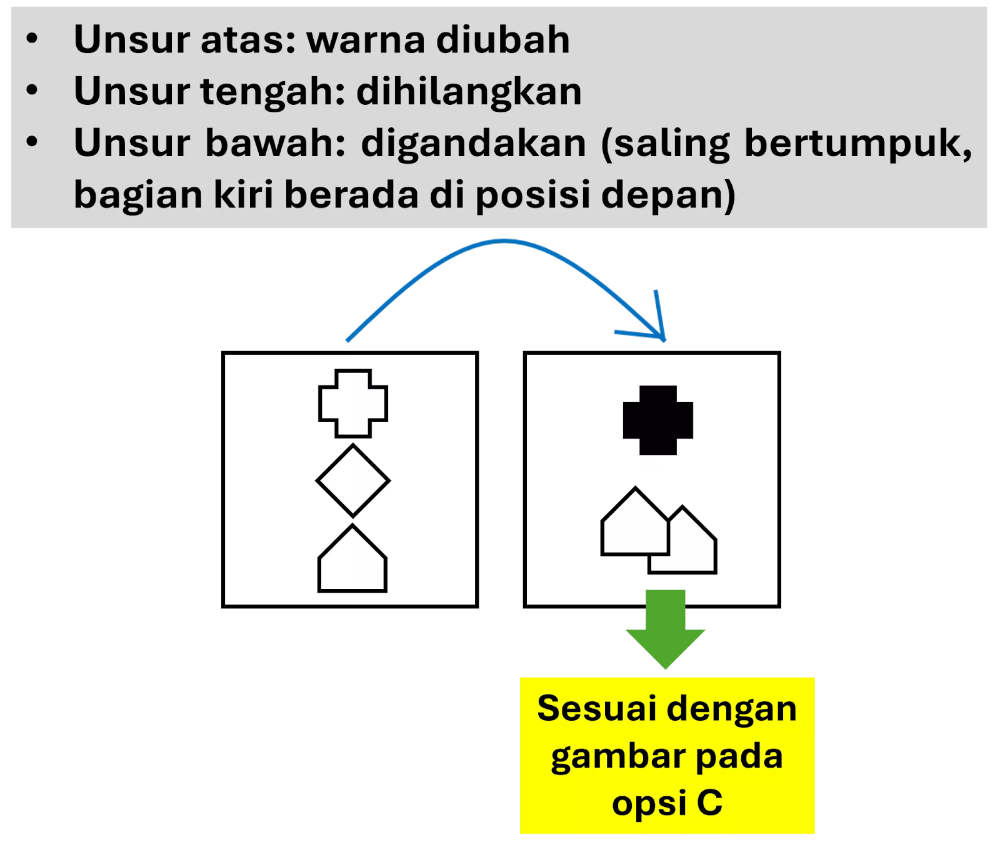 • Unsur atas: warna diubah
• Unsur tengah: dihilangkan
• Unsur bawah: digandakan (saling bertumpuk,
bagian kiri berada di posisi depan)
Sesuai dengan
gambar pada
opsi C